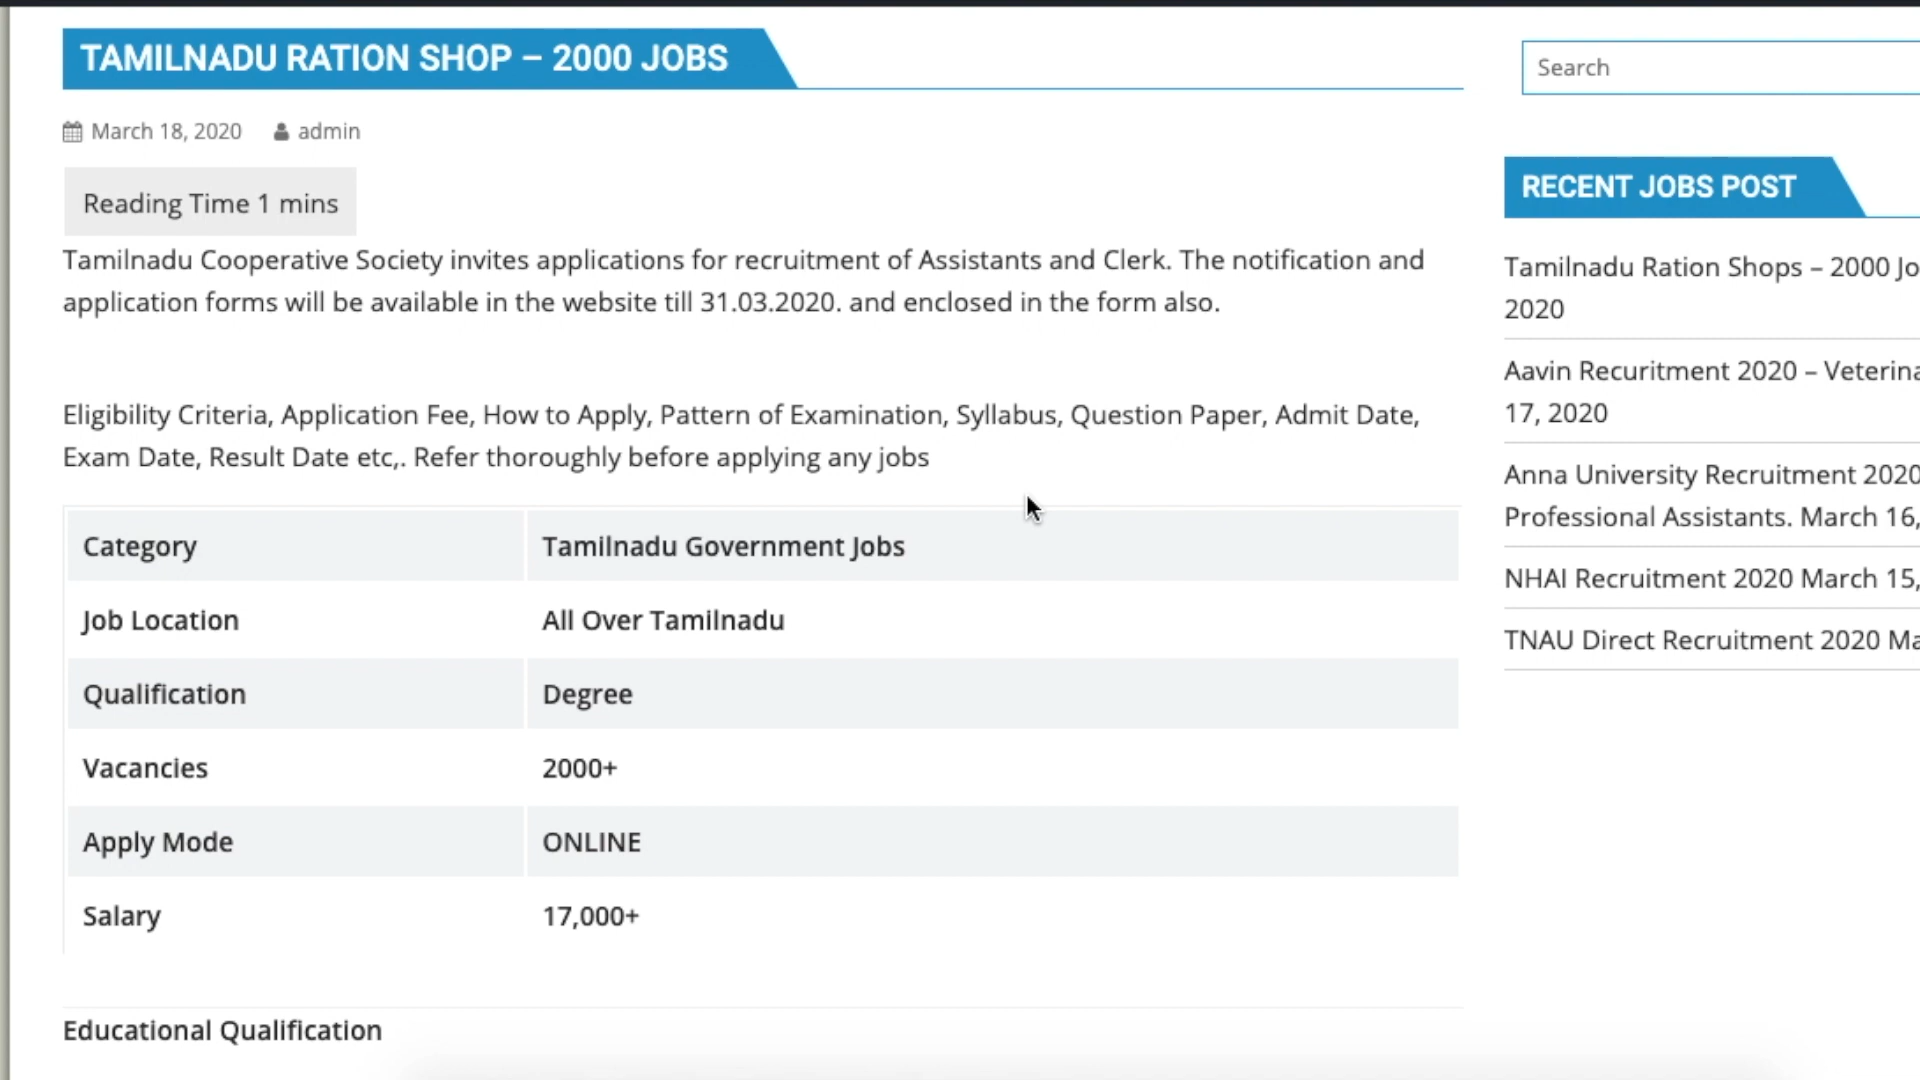 TAMILNADU RATION SHOP – 2000 JOBS
March 18, 2020 admin
Reading Time 1 mins
Tamilnadu Cooperative Society invites applications for recruitment of Assistants and Clerk. The notification and
application forms will be available in the website till 31.03.2020. and enclosed in the form also.
Eligibility Criteria, Application Fee, How to Apply, Pattern of Examination, Syllabus, Question Paper, Admit Date,
Exam Date, Result Date etc,. Refer thoroughly before applying any jobs
Category Tamilnadu Government Jobs
Job Location All Over Tamilnadu
Qualification Degree
Vacancies 2000+
Apply Mode ONLINE
Salary 17,000+
Educational Qualification
Search
RECENT JOBS POST
Tamilnadu Ration Shops – 2000 Jo
2020
Aavin Recuritment 2020 – Veterina
17, 2020
Anna University Recruitment 2020
Professional Assistants. March 16,
NHAI Recruitment 2020 March 15,
TNAU Direct Recruitment 2020 Ma